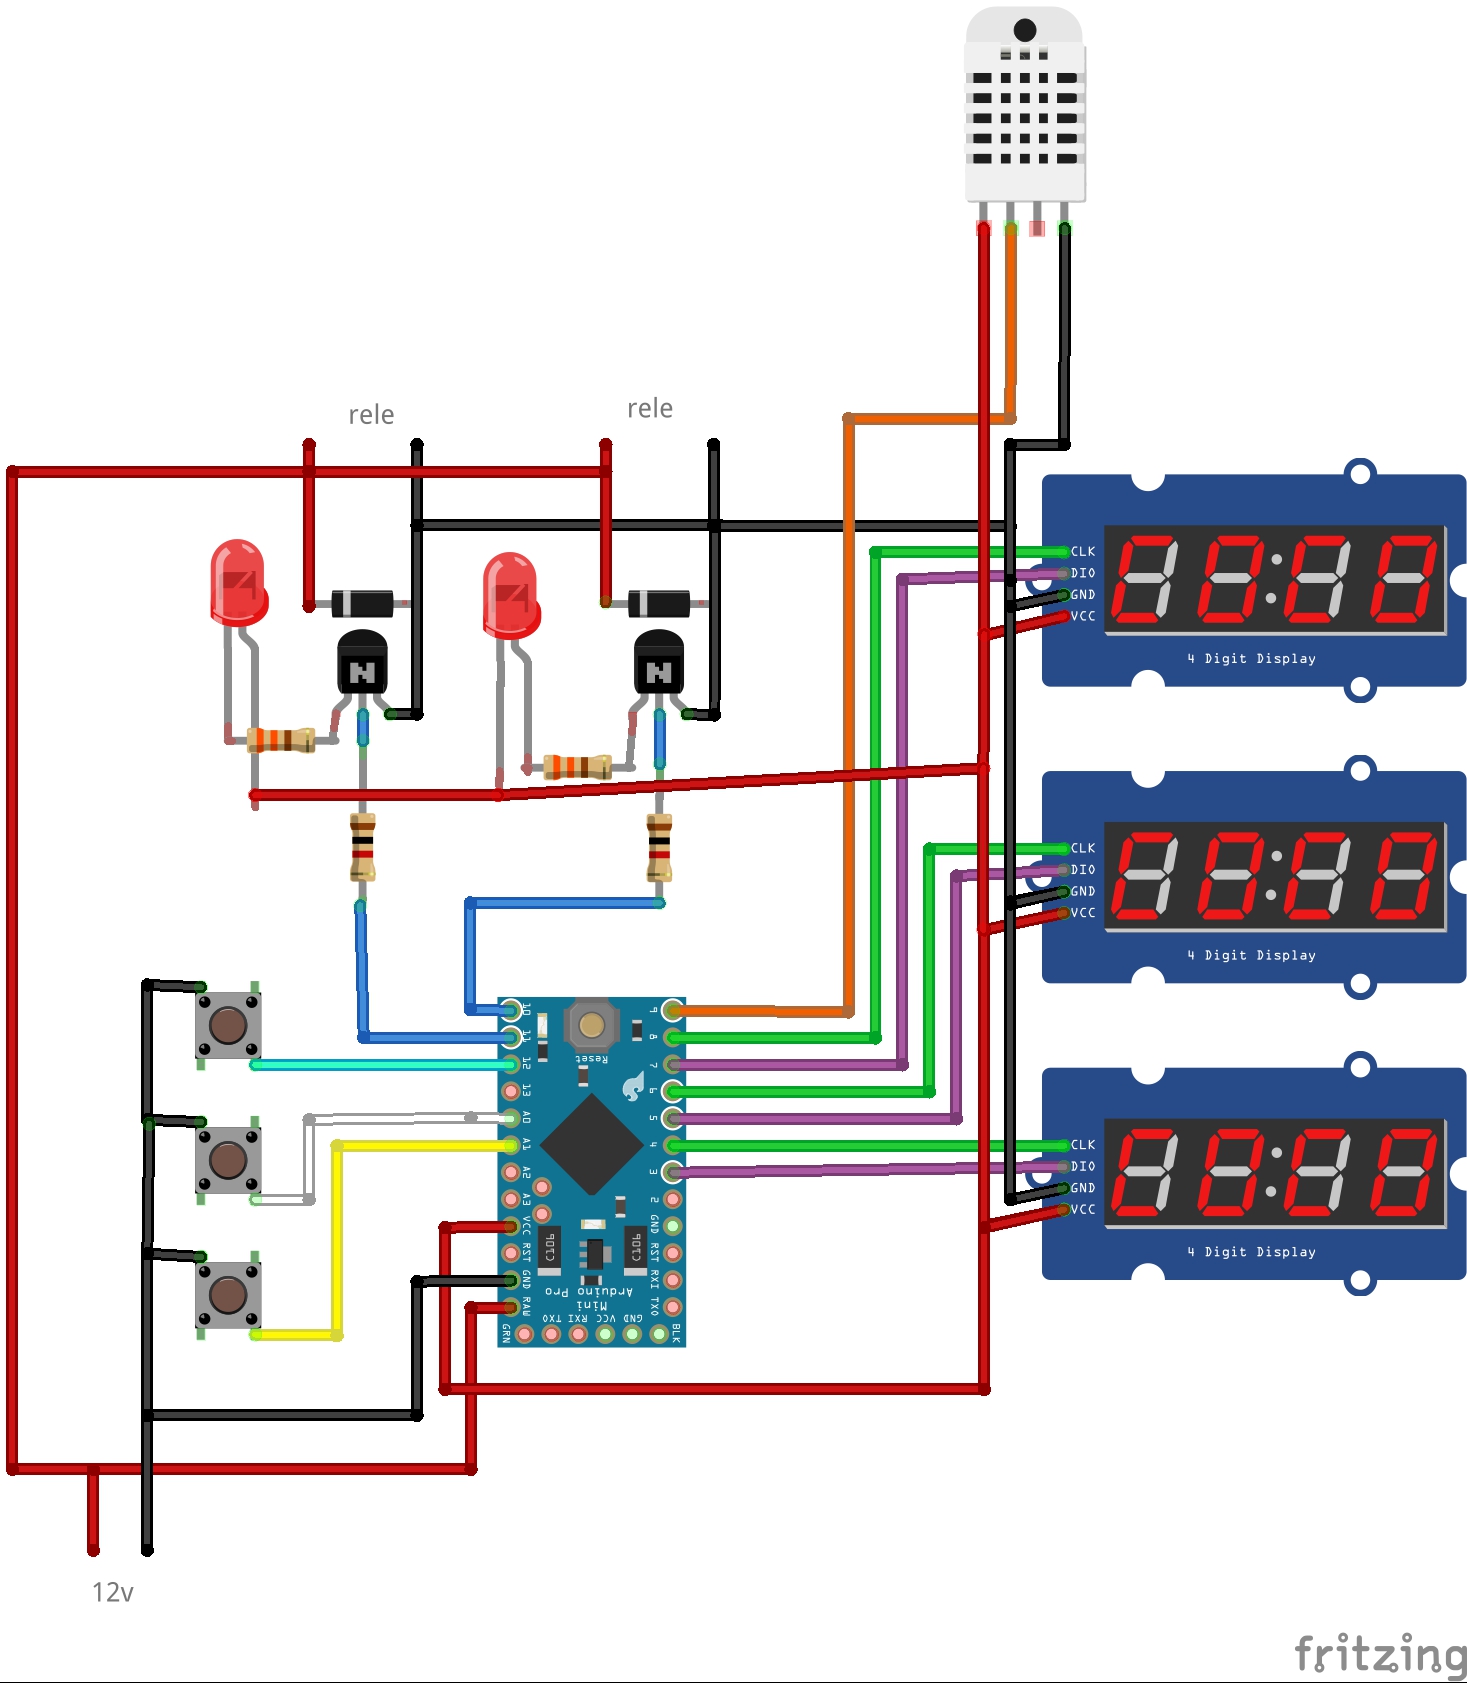 rele
rele
CLK
DIO
GND
VCC
4 Digit Display
CLK
DIO
GND
VCC
4 Digit Display
N
N
10
11
12
13
A0
A1
A2
A3
VCC
RST
GND
RAW
9
8
7
6
5
4
3
2
GND
RST
RXI
TXO
Reset
C106
C106
Arduino Pro
Mini
GRN
TXO
RXI
VCC
GND
BLK
CLK
DIO
GND
VCC
4 Digit Display
12v
fritzing